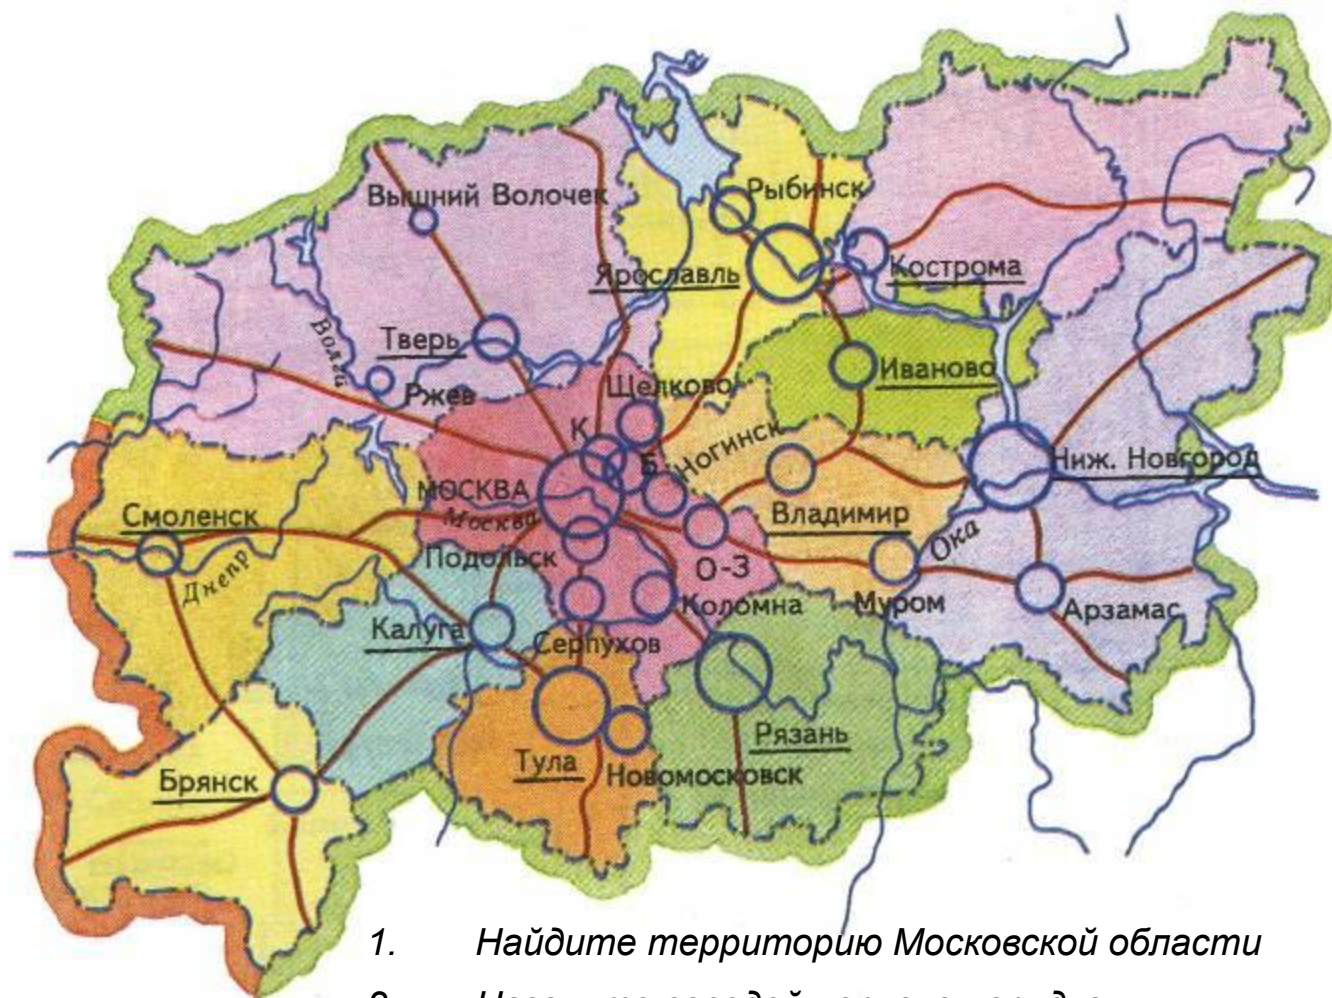 Рыбинск
Вышний Волочек
Ярославль
Кострома
Волга
Тверь
Иваново
Ржев
Щелково
К
Б
Ногинск
Ниж. Новгород
МОСКВА
Москва
Смоленск
Владимир
Ока
Днепр
Подольск
О-З
Коломна
Муром
Арзамас
Калуга
Серпухов
Рязань
Тула
Новомосковск
Брянск
1. Найдите территорию Московской области